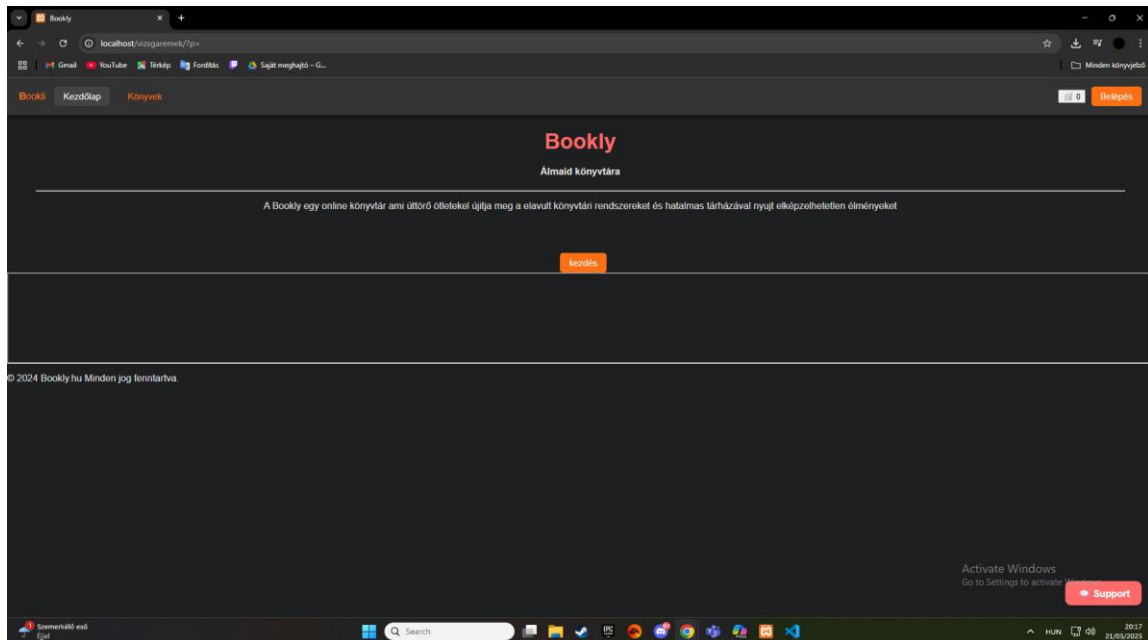 Bookly
localhost/vizsgaremek/?p=
Gmail YouTube Térkép Fordítás Saját meghajtó – G...
Minden könyvjelző
Bookli Kezdőlap Könyvek
0 Belépés
Bookly
Álmaid könyvtára
A Bookly egy online könyvtár ami úttörő ötletekel újítja meg a elavult könyvtári rendszereket és hatalmas tárházával nyujt elképzelhetetlen élményeket
kezdés
© 2024 Bookly.hu Minden jog fenntartva.
Activate Windows
Go to Settings to activate
Support
Szemerkélő eső
Éjjel
Search
EPIC
HUN
20:17
21/05/2025